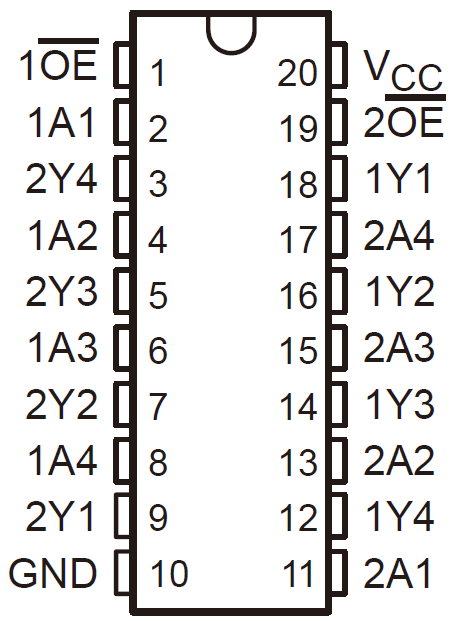 1O̅E̅ 1 20 VCC
1A1 2 19 2O̅E̅
2Y4 3 18 1Y1
1A2 4 17 2A4
2Y3 5 16 1Y2
1A3 6 15 2A3
2Y2 7 14 1Y3
1A4 8 13 2A2
2Y1 9 12 1Y4
GND 10 11 2A1